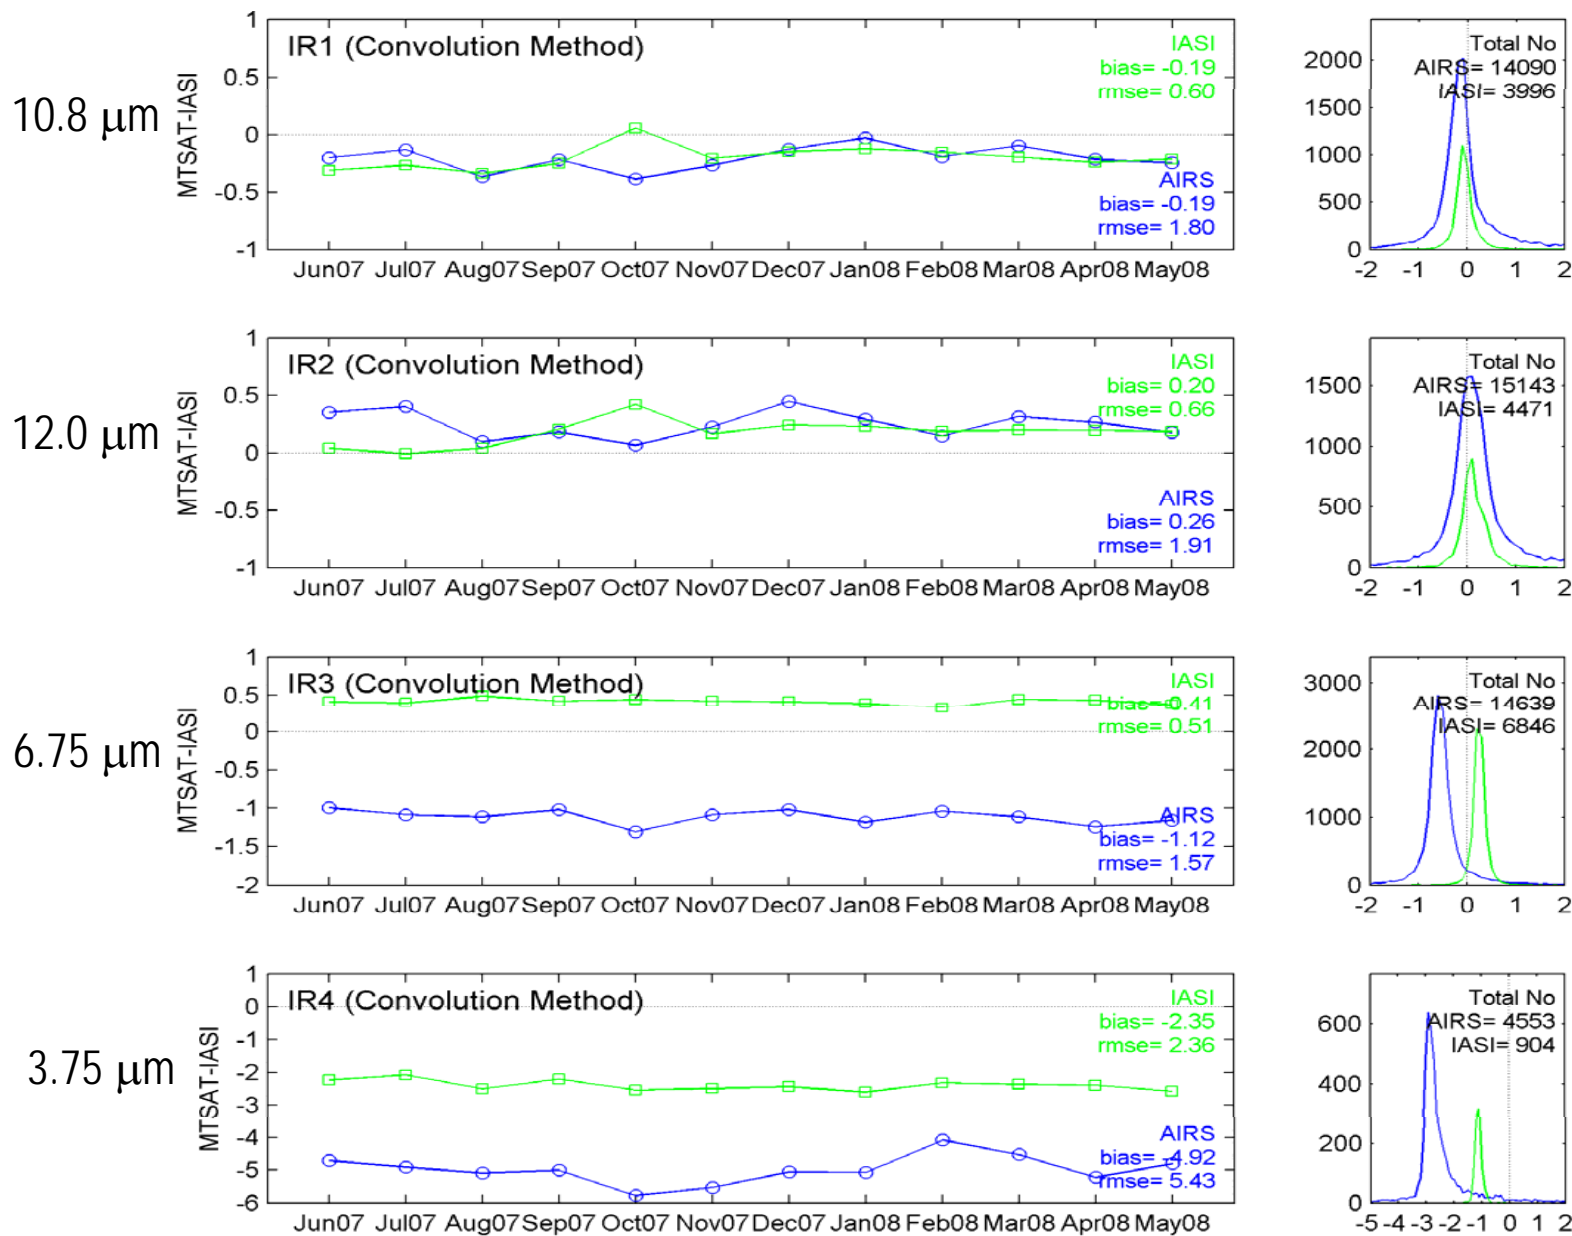 10.8 μm
MTSAT-IASI
1
0.5
0
-0.5
-1
IR1 (Convolution Method)
IASI
bias= -0.19
rmse= 0.60
AIRS
bias= -0.19
rmse= 1.80
Jun07 Jul07 Aug07 Sep07 Oct07 Nov07 Dec07 Jan08 Feb08 Mar08 Apr08 May08
2000
1500
1000
500
0
Total No
AIRS= 14090
IASI= 3996
-2 -1 0 1 2
12.0 μm
MTSAT-IASI
1
0.5
0
-0.5
-1
IR2 (Convolution Method)
IASI
bias= 0.20
rmse= 0.66
AIRS
bias= 0.26
rmse= 1.91
Jun07 Jul07 Aug07 Sep07 Oct07 Nov07 Dec07 Jan08 Feb08 Mar08 Apr08 May08
1500
1000
500
0
Total No
AIRS= 15143
IASI= 4471
-2 -1 0 1 2
6.75 μm
MTSAT-IASI
1
0.5
0
-0.5
-1
-1.5
-2
IR3 (Convolution Method)
IASI
bias= 0.41
rmse= 0.51
AIRS
bias= -1.12
rmse= 1.57
Jun07 Jul07 Aug07 Sep07 Oct07 Nov07 Dec07 Jan08 Feb08 Mar08 Apr08 May08
3000
2000
1000
0
Total No
AIRS= 14639
IASI= 6846
-2 -1 0 1 2
3.75 μm
MTSAT-IASI
1
0
-1
-2
-3
-4
-5
-6
IR4 (Convolution Method)
IASI
bias= -2.35
rmse= 2.36
AIRS
bias= -4.92
rmse= 5.43
Jun07 Jul07 Aug07 Sep07 Oct07 Nov07 Dec07 Jan08 Feb08 Mar08 Apr08 May08
600
400
200
0
Total No
AIRS= 4553
IASI= 904
-5 -4 -3 -2 -1 0 1 2